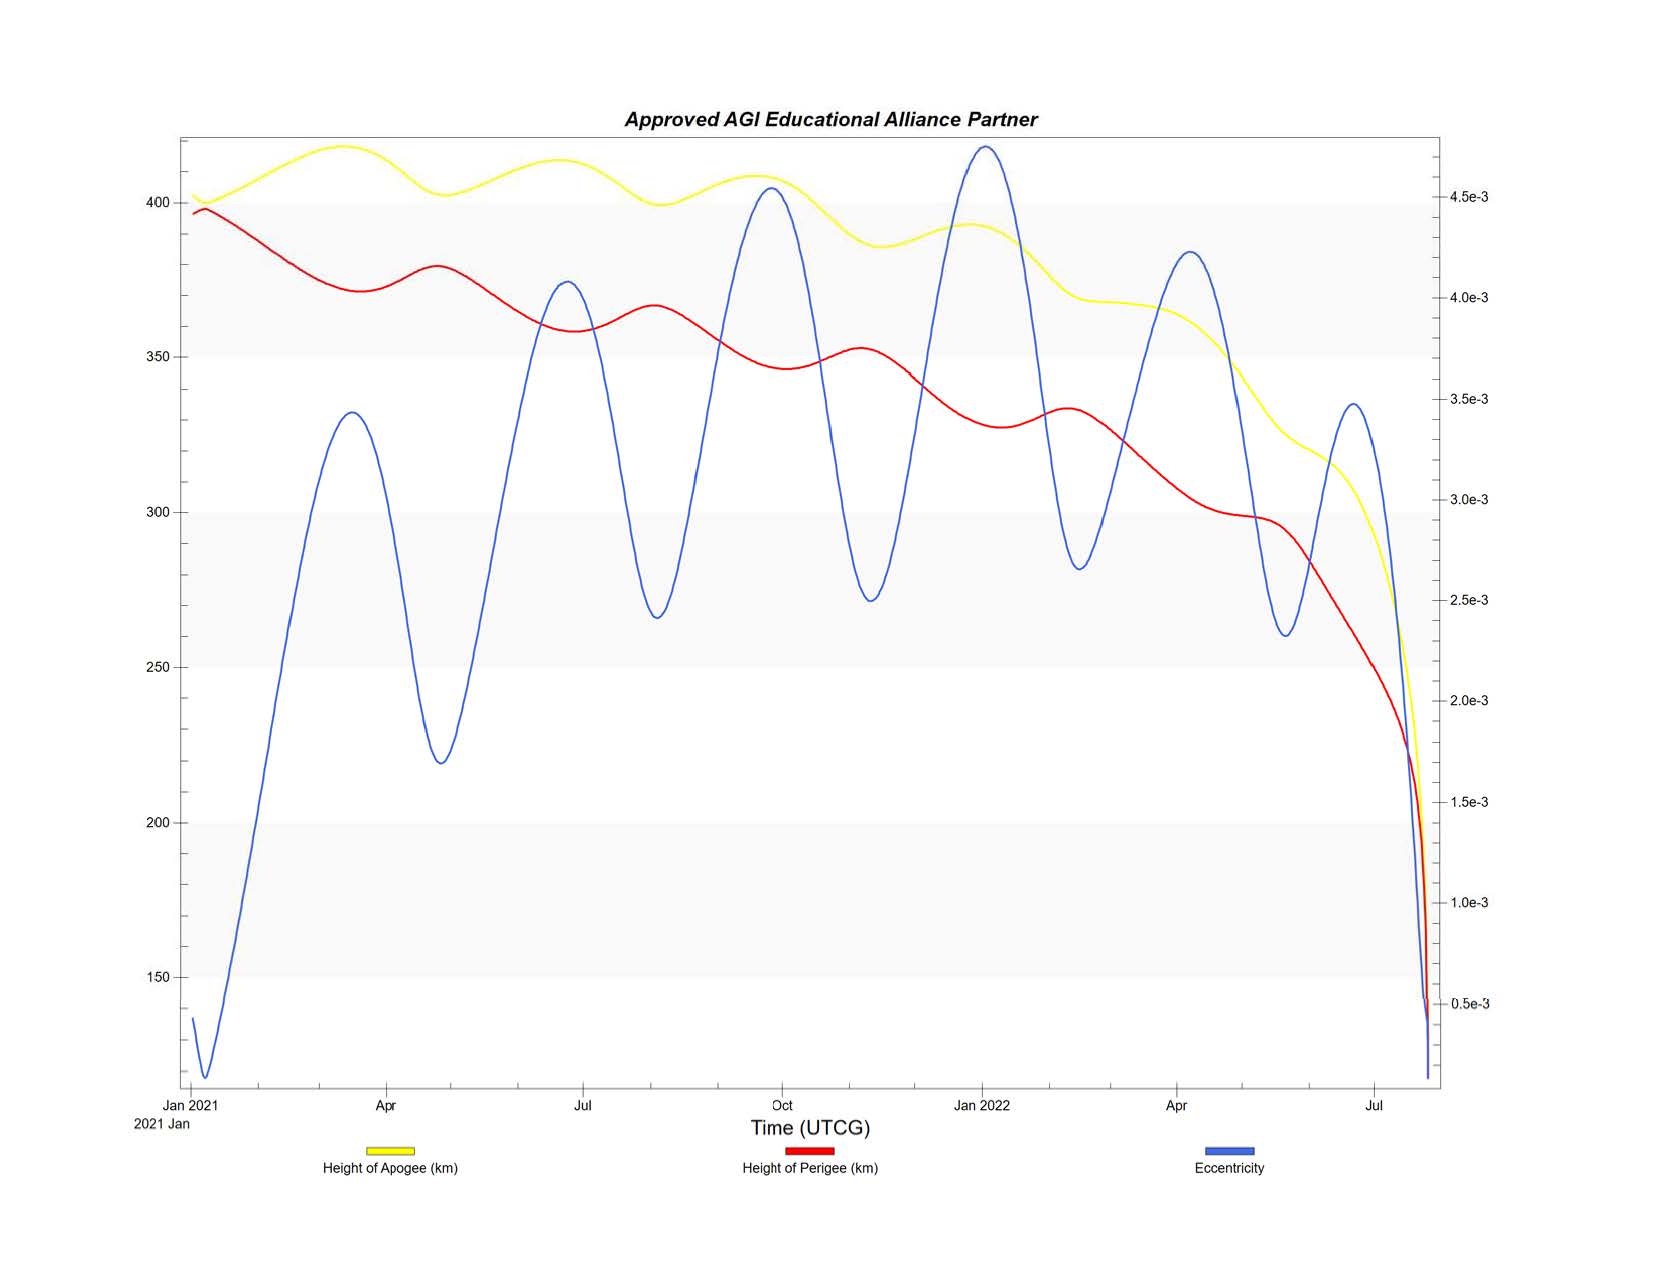 Approved AGI Educational Alliance Partner
400
350
300
250
200
150
4.5e-3
4.0e-3
3.5e-3
3.0e-3
2.5e-3
2.0e-3
1.5e-3
1.0e-3
0.5e-3
Jan 2021 Apr Jul Oct Jan 2022 Apr Jul
2021 Jan
Time (UTCG)
Height of Apogee (km) Height of Perigee (km) Eccentricity